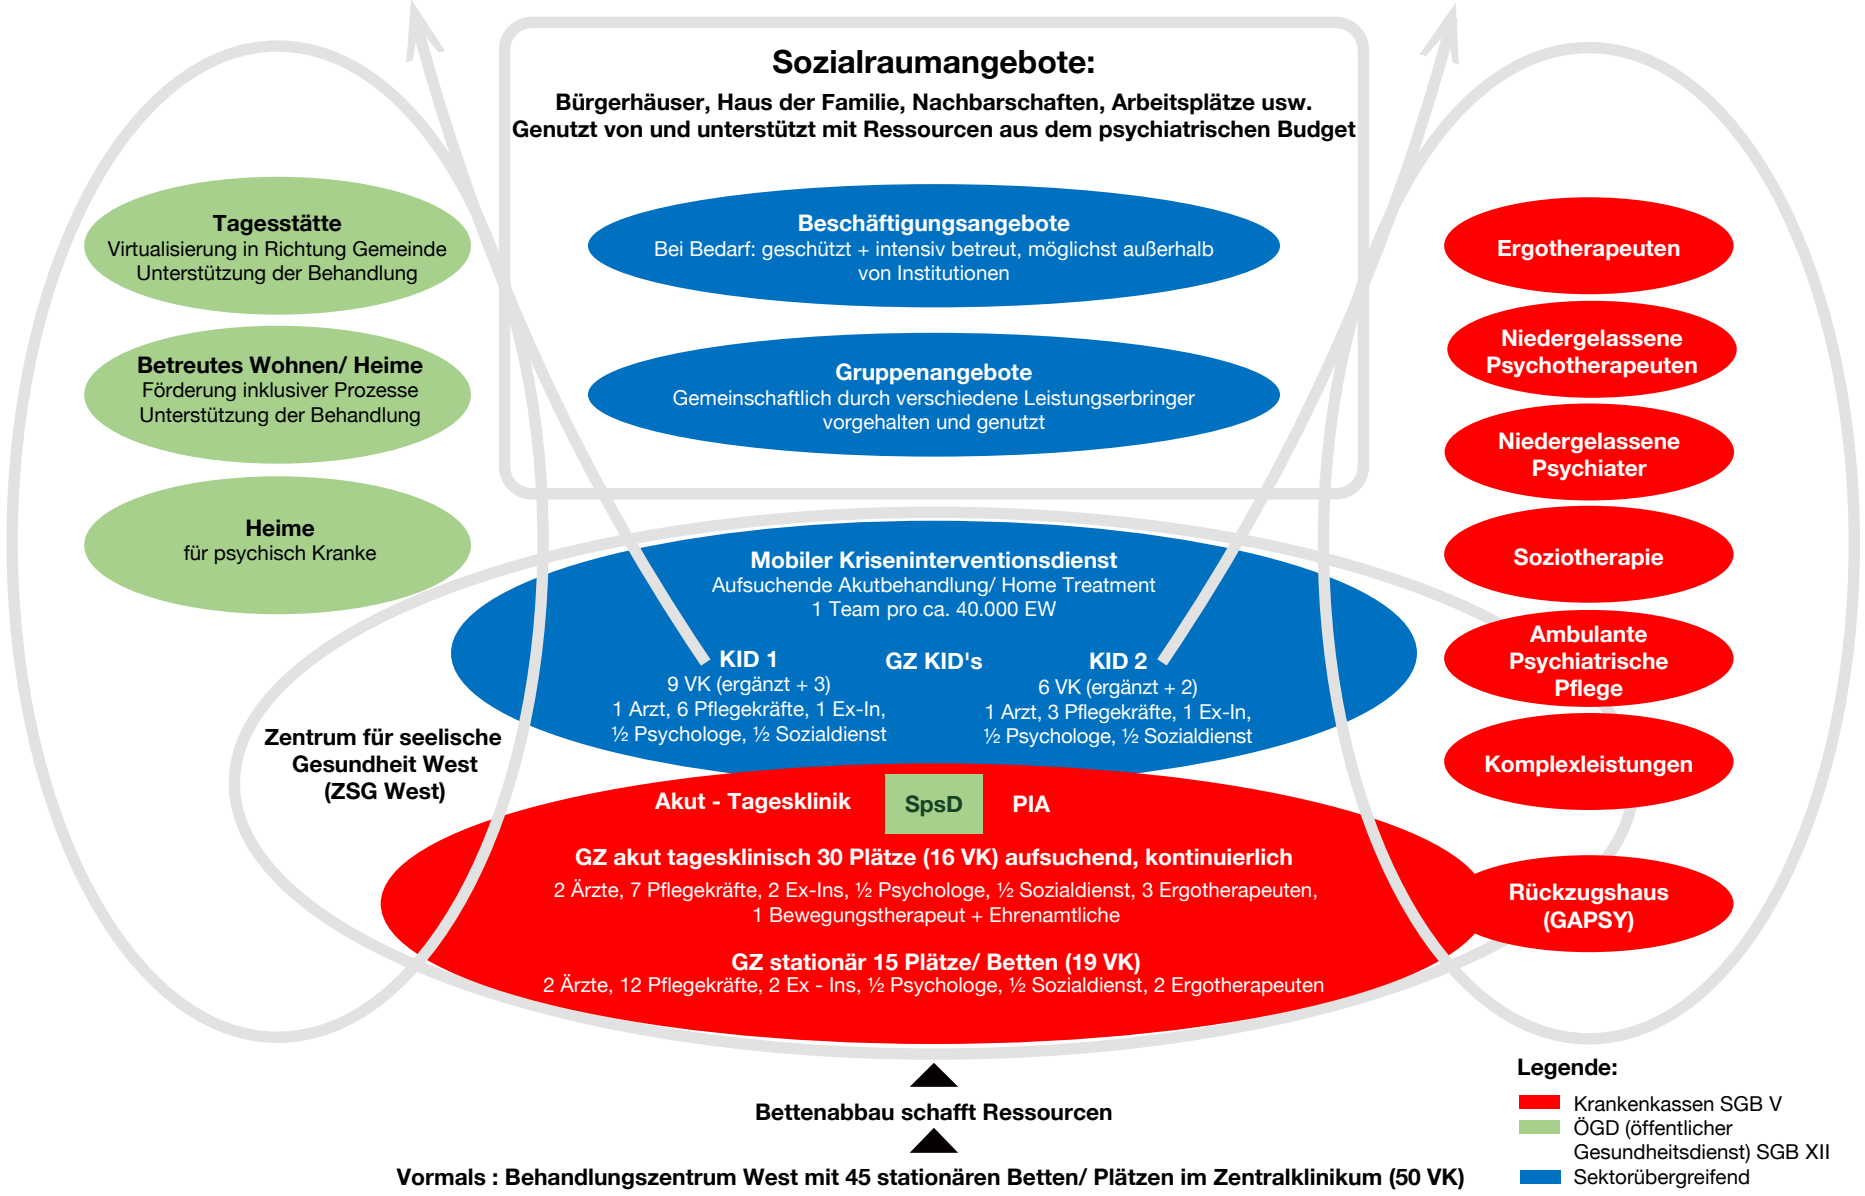 Sozialraumangebote:
Bürgerhäuser, Haus der Familie, Nachbarschaften, Arbeitsplätze usw.
Genutzt von und unterstützt mit Ressourcen aus dem psychiatrischen Budget
Tagesstätte
Virtualisierung in Richtung Gemeinde
Unterstützung der Behandlung
Betreutes Wohnen/ Heime
Förderung inklusiver Prozesse
Unterstützung der Behandlung
Heime
für psychisch Kranke
Beschäftigungsangebote
Bei Bedarf: geschützt + intensiv betreut, möglichst außerhalb
von Institutionen
Gruppenangebote
Gemeinschaftlich durch verschiedene Leistungserbringer
vorgehalten und genutzt
Ergotherapeuten
Niedergelassene
Psychotherapeuten
Niedergelassene
Psychiater
Soziotherapie
Ambulante
Psychiatrische
Pflege
Komplexleistungen
Rückzugshaus
(GAPSY)
Mobiler Kriseninterventionsdienst
Aufsuchende Akutbehandlung/ Home Treatment
1 Team pro ca. 40.000 EW
GZ KID's
KID 1
9 VK (ergänzt + 3)
1 Arzt, 6 Pflegekräfte, 1 Ex-In,
½ Psychologe, ½ Sozialdienst
KID 2
6 VK (ergänzt + 2)
1 Arzt, 3 Pflegekräfte, 1 Ex-In,
½ Psychologe, ½ Sozialdienst
Zentrum für seelische
Gesundheit West
(ZSG West)
Akut - Tagesklinik
SpsD
PIA
GZ akut tagesklinisch 30 Plätze (16 VK) aufsuchend, kontinuierlich
2 Ärzte, 7 Pflegekräfte, 2 Ex-Ins, ½ Psychologe, ½ Sozialdienst, 3 Ergotherapeuten,
1 Bewegungstherapeut + Ehrenamtliche
GZ stationär 15 Plätze/ Betten (19 VK)
2 Ärzte, 12 Pflegekräfte, 2 Ex - Ins, ½ Psychologe, ½ Sozialdienst, 2 Ergotherapeuten
Bettenabbau schafft Ressourcen
Vormals : Behandlungszentrum West mit 45 stationären Betten/ Plätzen im Zentralklinikum (50 VK)
Legende:
Krankenkassen SGB V
ÖGD (öffentlicher
Gesundheitsdienst) SGB XII
Sektorübergreifend